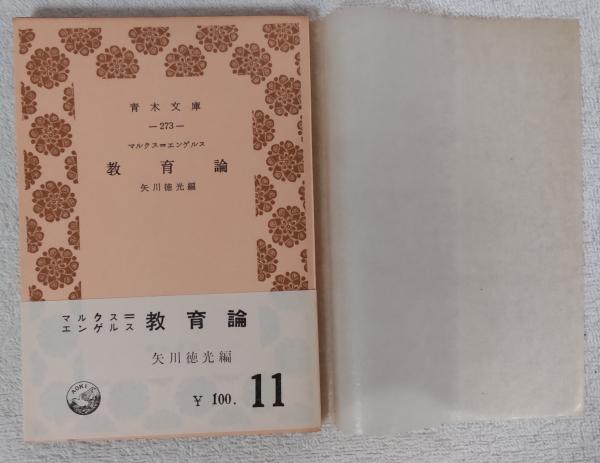 青木文庫
—273—
マルクス=エンゲルス
教育論
矢川徳光編
マルクス=
エンゲルス
教育論
矢川徳光編
AOKI
¥ 100.
11